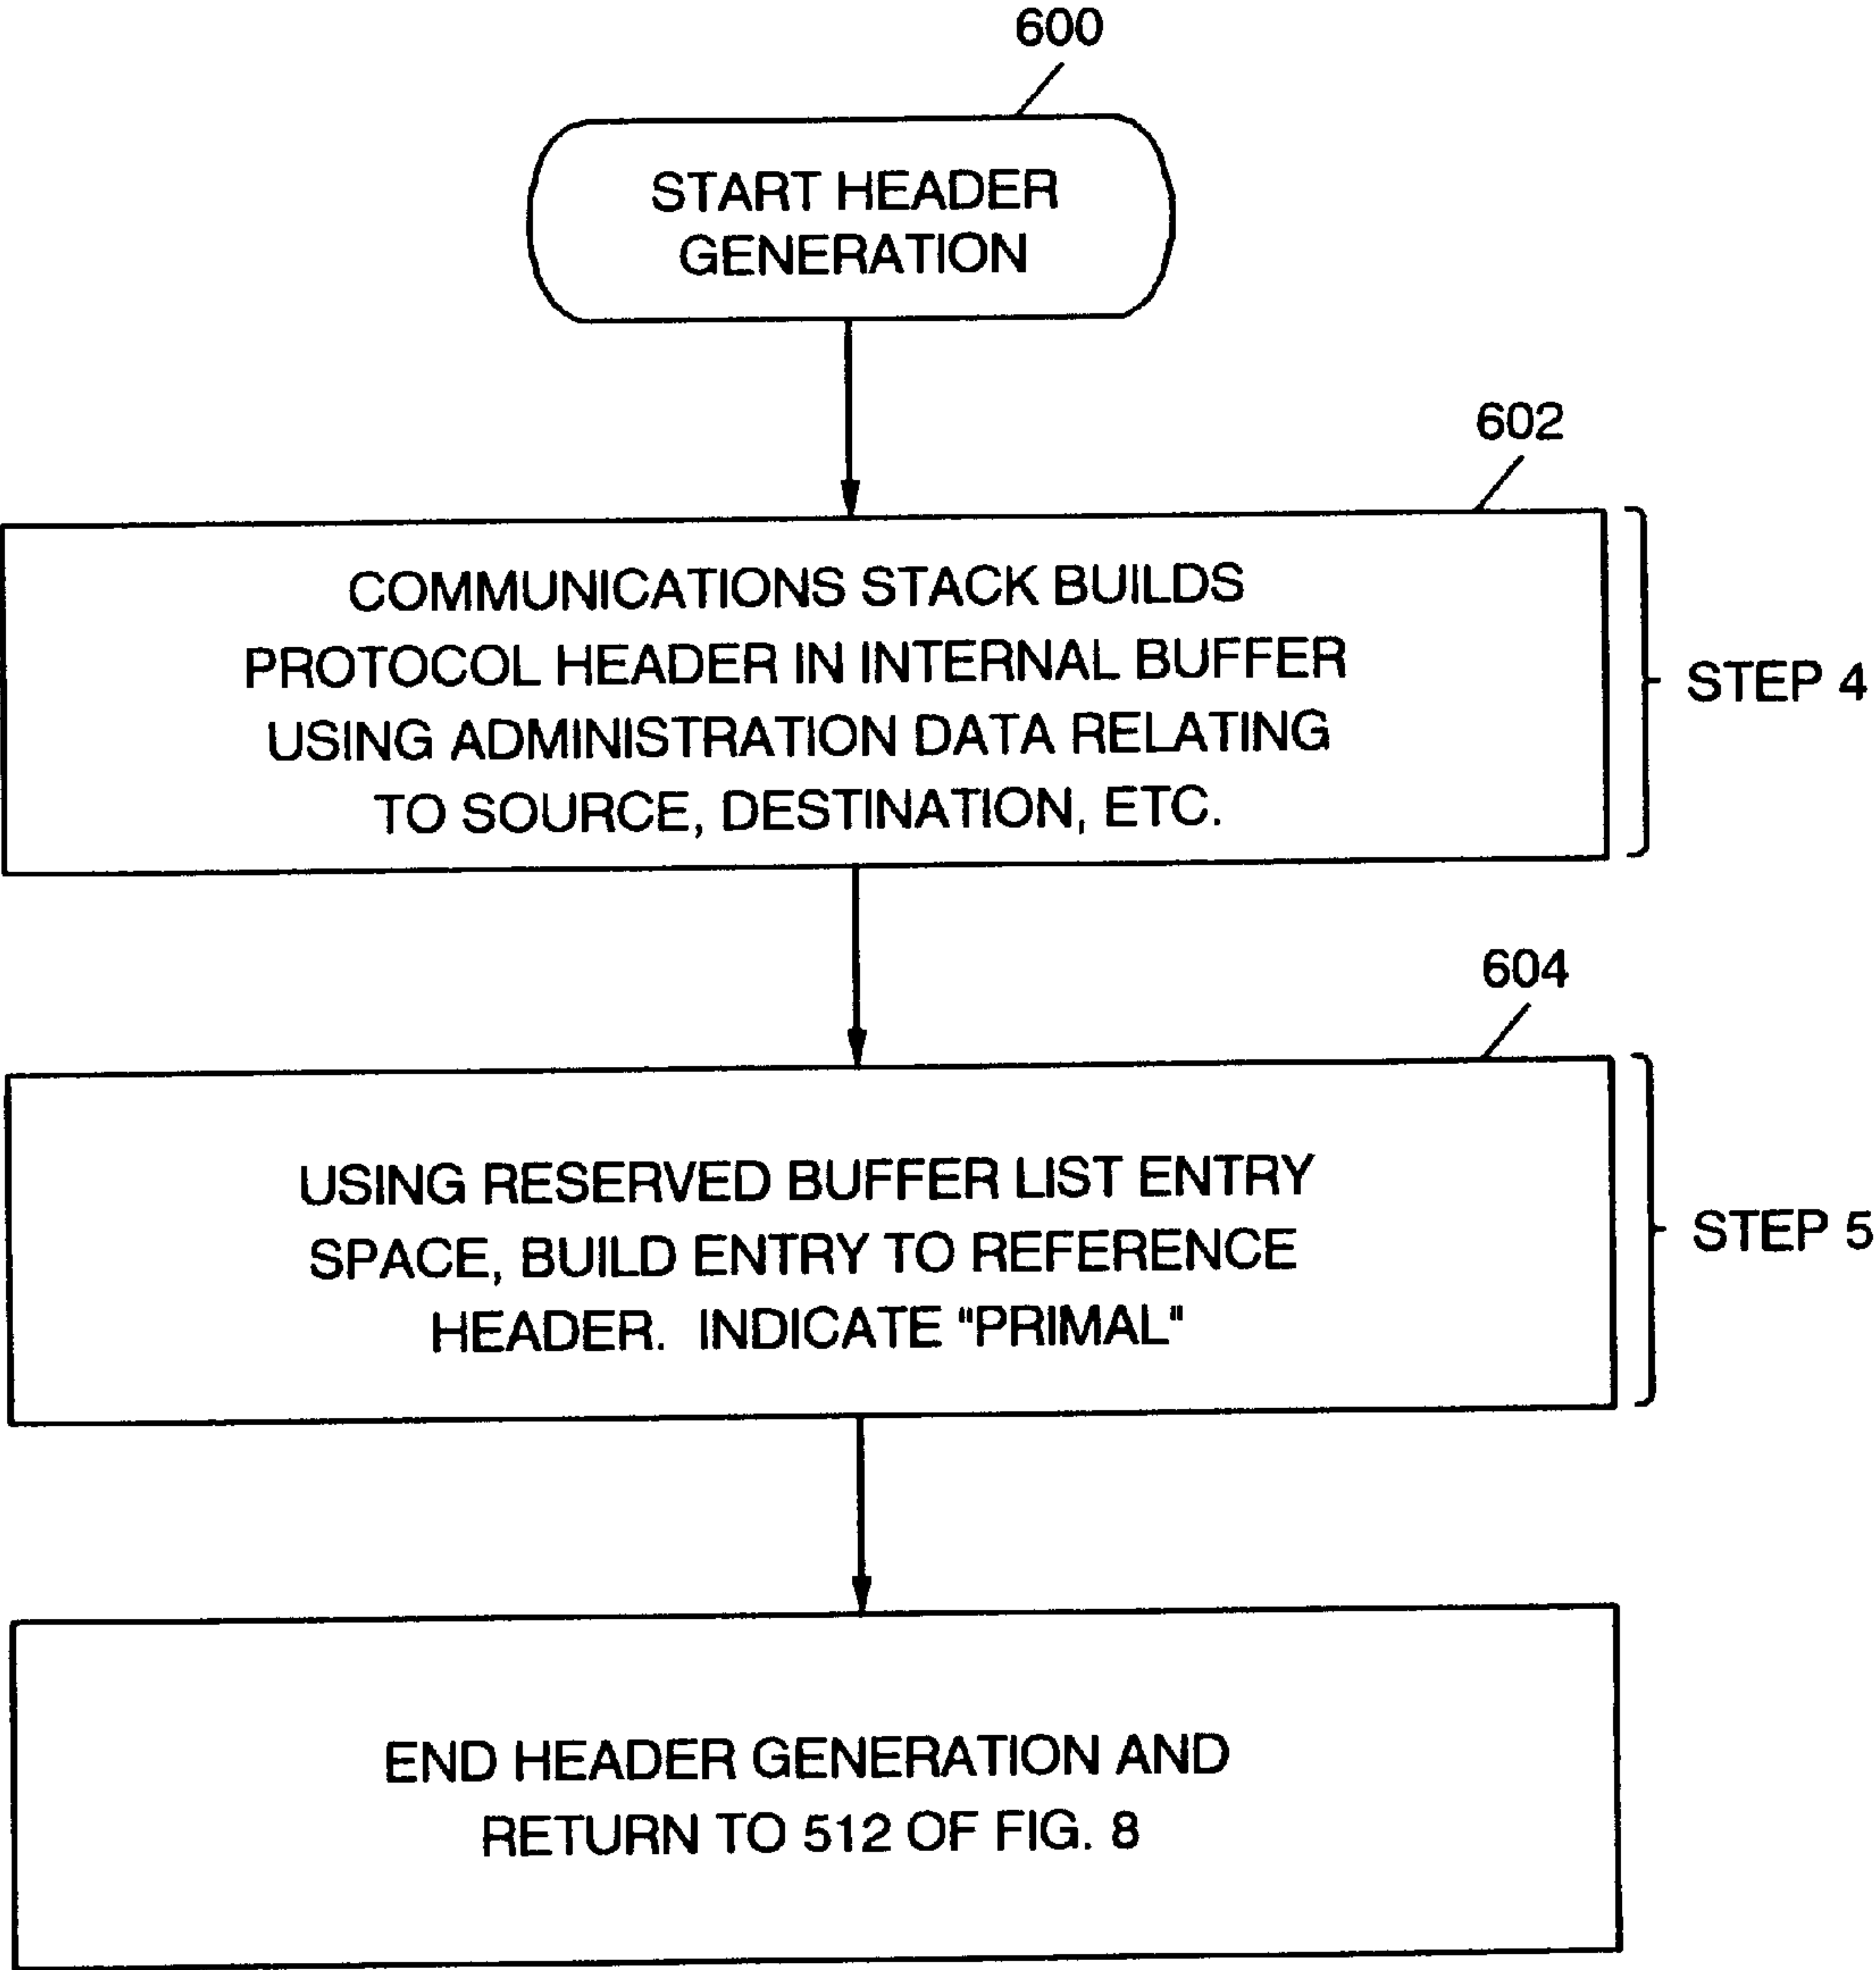 600
START HEADER
GENERATION
602
COMMUNICATIONS STACK BUILDS
PROTOCOL HEADER IN INTERNAL BUFFER
USING ADMINISTRATION DATA RELATING
TO SOURCE, DESTINATION, ETC.
STEP 4
604
USING RESERVED BUFFER LIST ENTRY
SPACE, BUILD ENTRY TO REFERENCE
HEADER. INDICATE "PRIMAL"
STEP 5
END HEADER GENERATION AND
RETURN TO 512 OF FIG. 8